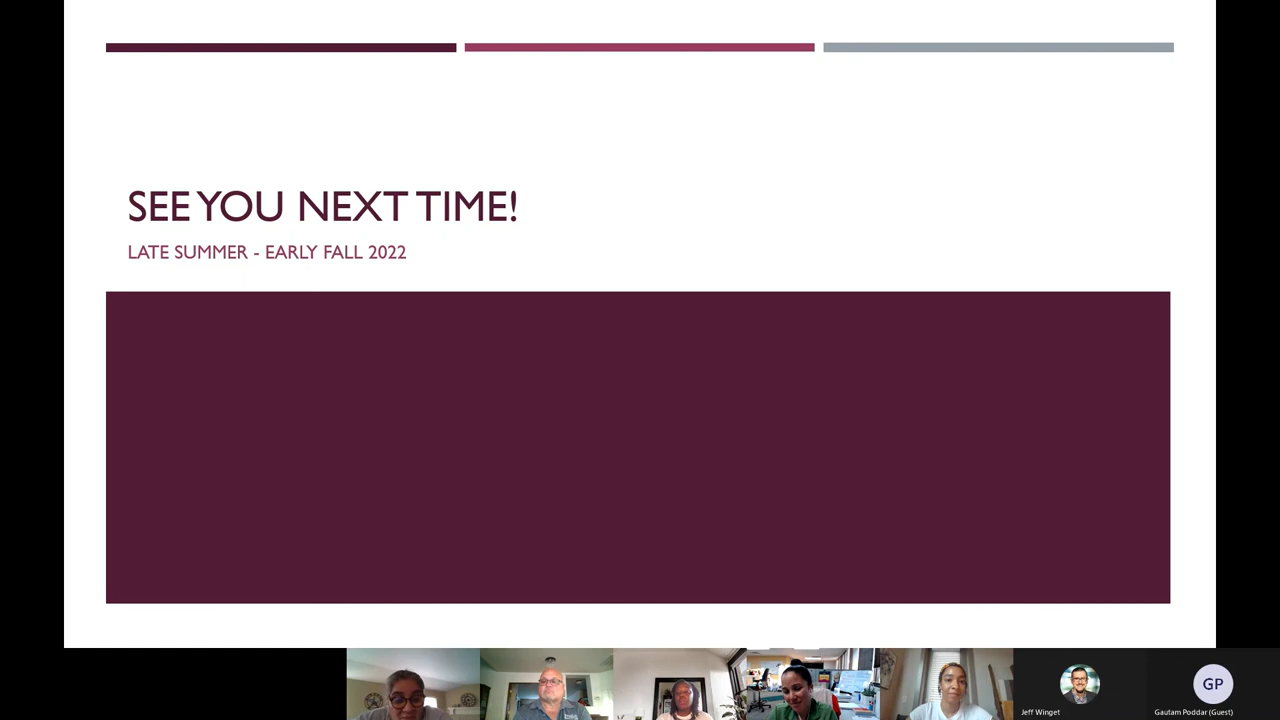 SEE YOU NEXT TIME!
LATE SUMMER - EARLY FALL 2022
GP
Jeff Winget
Gautam Poddar (Guest)